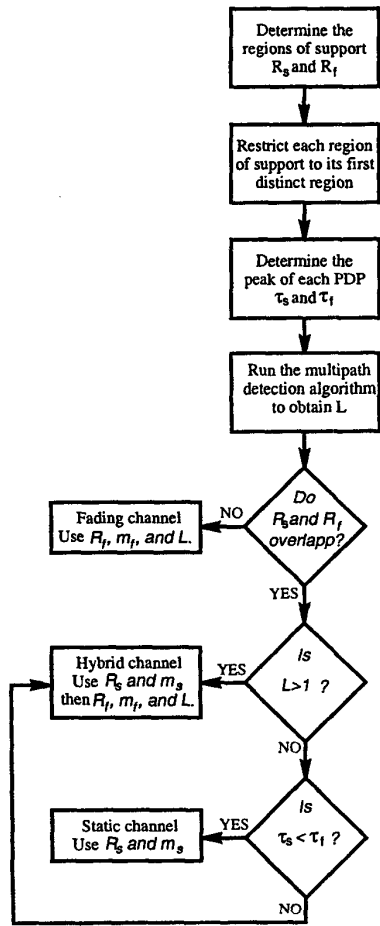 Determine the
regions of support
Rs and Rf
Restrict each region
of support to its first
distinct region
Determine the
peak of each PDP
τs and τf
Run the multipath
detection algorithm
to obtain L
Do
Rs and Rf
overlapp?
NO
Fading channel
Use Rf, mf, and L.
YES
Is
L>1 ?
YES
Hybrid channel
Use Rs and ms
then Rf, mf, and L.
NO
Is
τs < τf ?
YES
Static channel
Use Rs and ms
NO